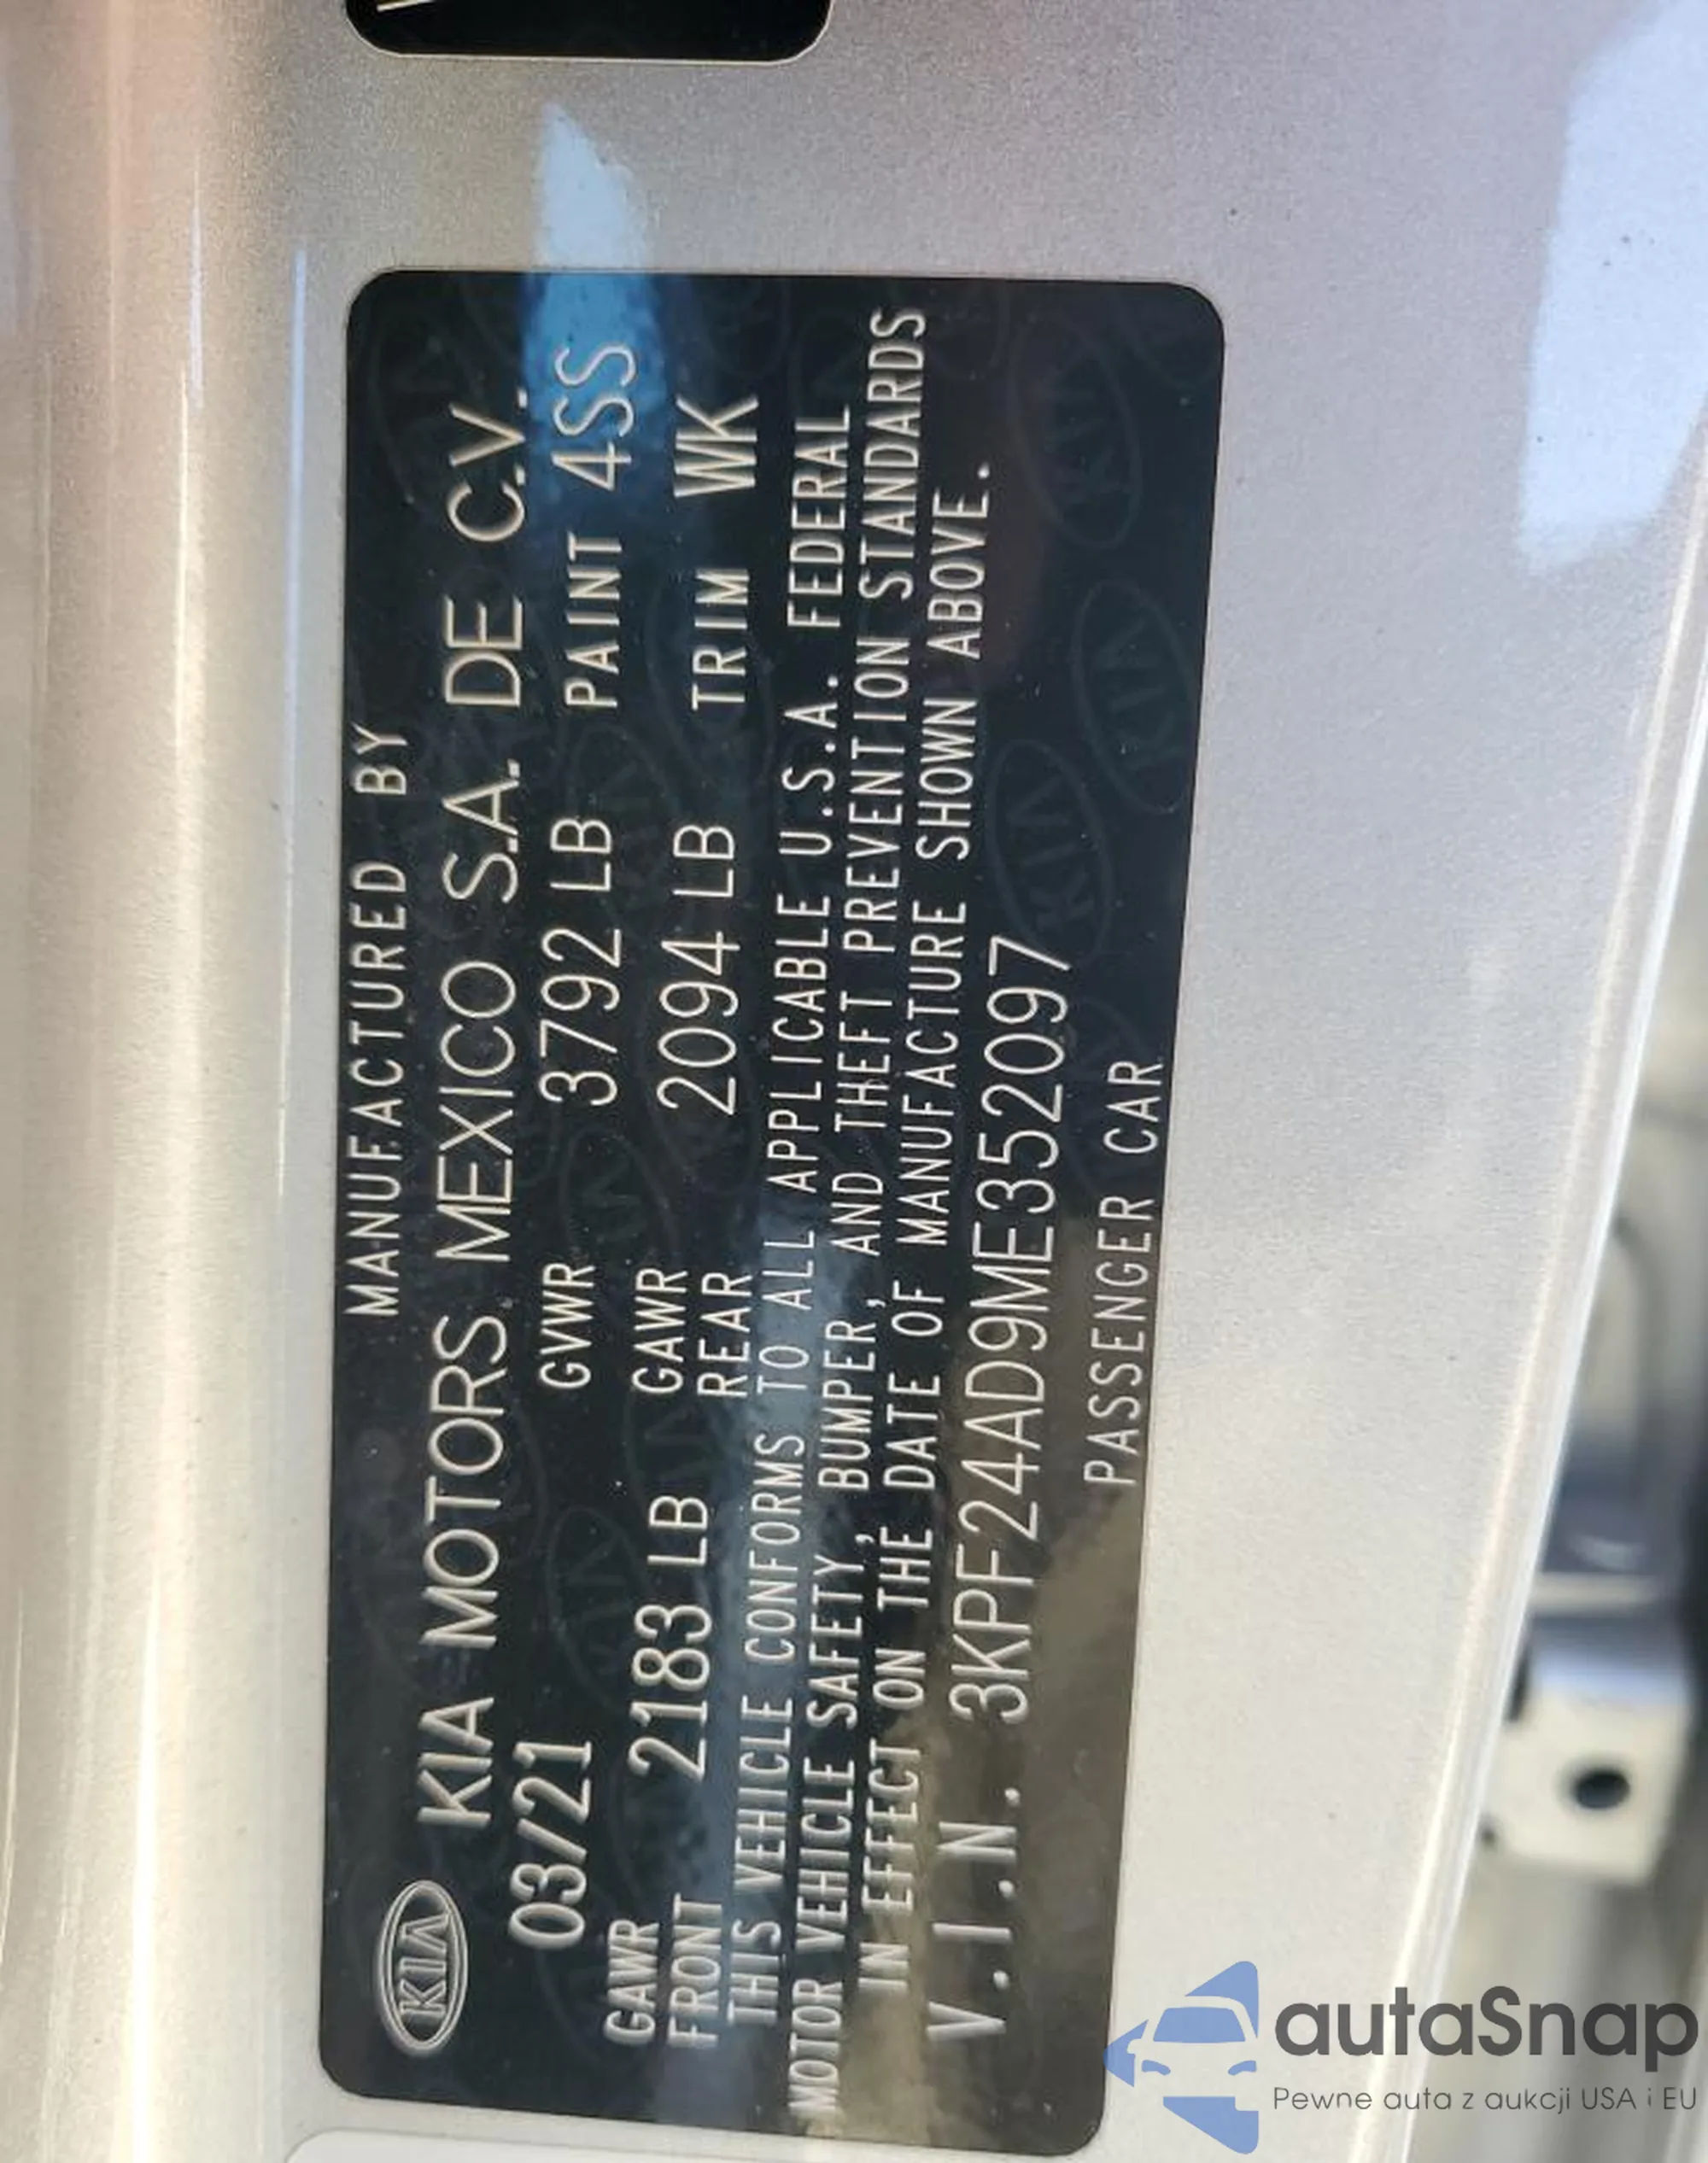 MANUFACTURED BY
KIA
KIA MOTORS MEXICO S.A. DE C.V.
03/21 GVWR 3792 LB PAINT 4SS
GAWR FRONT 2183 LB GAWR REAR 2094 LB TRIM WK
THIS VEHICLE CONFORMS TO ALL APPLICABLE U.S.A. FEDERAL
MOTOR VEHICLE SAFETY, BUMPER, AND THEFT PREVENTION STANDARDS
IN EFFECT ON THE DATE OF MANUFACTURE SHOWN ABOVE.
V.I.N. 3KPF24AD9ME352097
PASSENGER CAR
autaSnap
Pewne auta z aukcji USA i EU